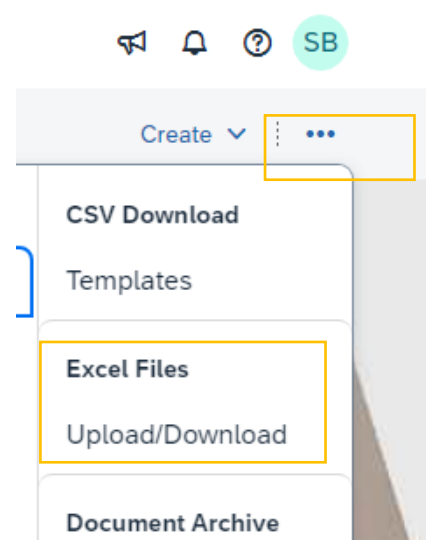 SB
Create
CSV Download
Templates
Excel Files
Upload/Download
Document Archive